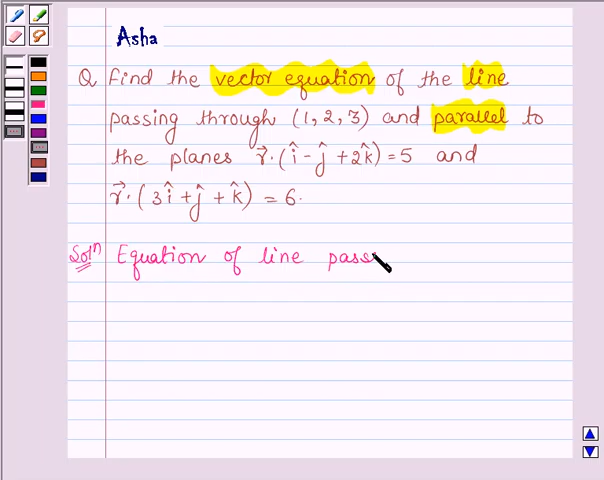 Asha
Q Find the vector equation of the line
passing through (1, 2, 3) and parallel to
the planes r⃗·(î - ĵ + 2k̂) = 5 and
r⃗·(3î + ĵ + k̂) = 6.
Solⁿ Equation of line pass